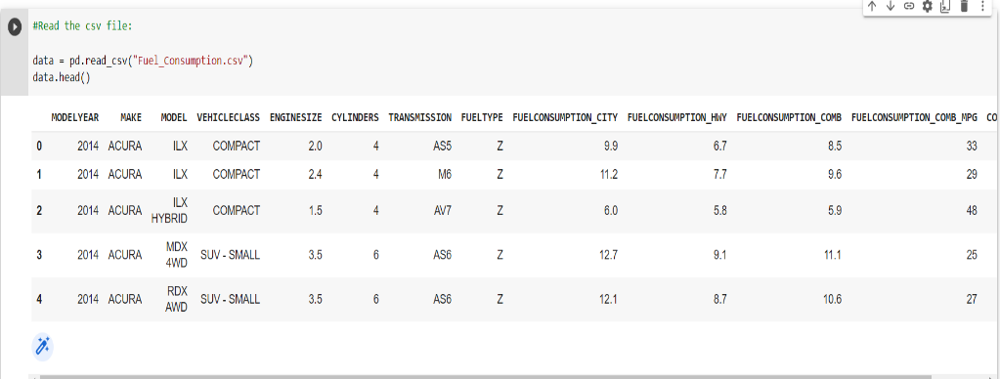 #Read the csv file:
data = pd.read_csv("Fuel_Consumption.csv")
data.head()
MODELYEAR MAKE MODEL VEHICLECLASS ENGINESIZE CYLINDERS TRANSMISSION FUELTYPE FUELCONSUMPTION_CITY FUELCONSUMPTION_HWY FUELCONSUMPTION_COMB FUELCONSUMPTION_COMB_MPG CO
0 2014 ACURA ILX COMPACT 2.0 4 AS5 Z 9.9 6.7 8.5 33
1 2014 ACURA ILX COMPACT 2.4 4 M6 Z 11.2 7.7 9.6 29
2 2014 ACURA ILX HYBRID COMPACT 1.5 4 AV7 Z 6.0 5.8 5.9 48
3 2014 ACURA MDX 4WD SUV - SMALL 3.5 6 AS6 Z 12.7 9.1 11.1 25
4 2014 ACURA RDX AWD SUV - SMALL 3.5 6 AS6 Z 12.1 8.7 10.6 27